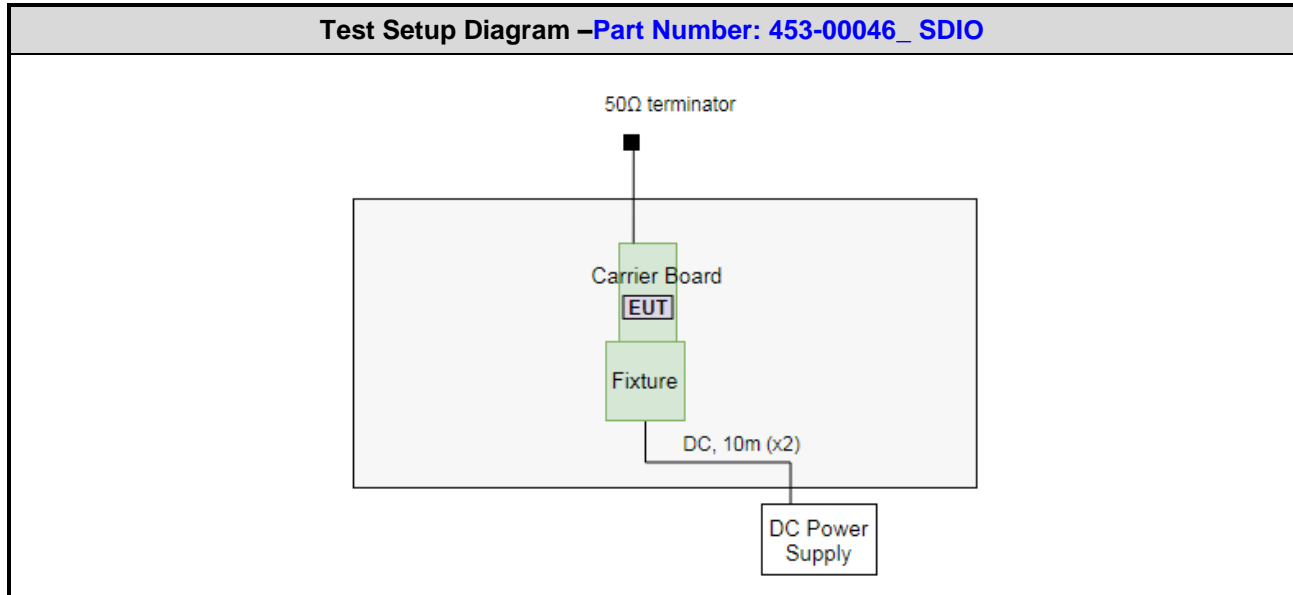 Test Setup Diagram –Part Number: 453-00046_ SDIO
50Ω terminator
Carrier Board
EUT
Fixture
DC, 10m (x2)
DC Power
Supply